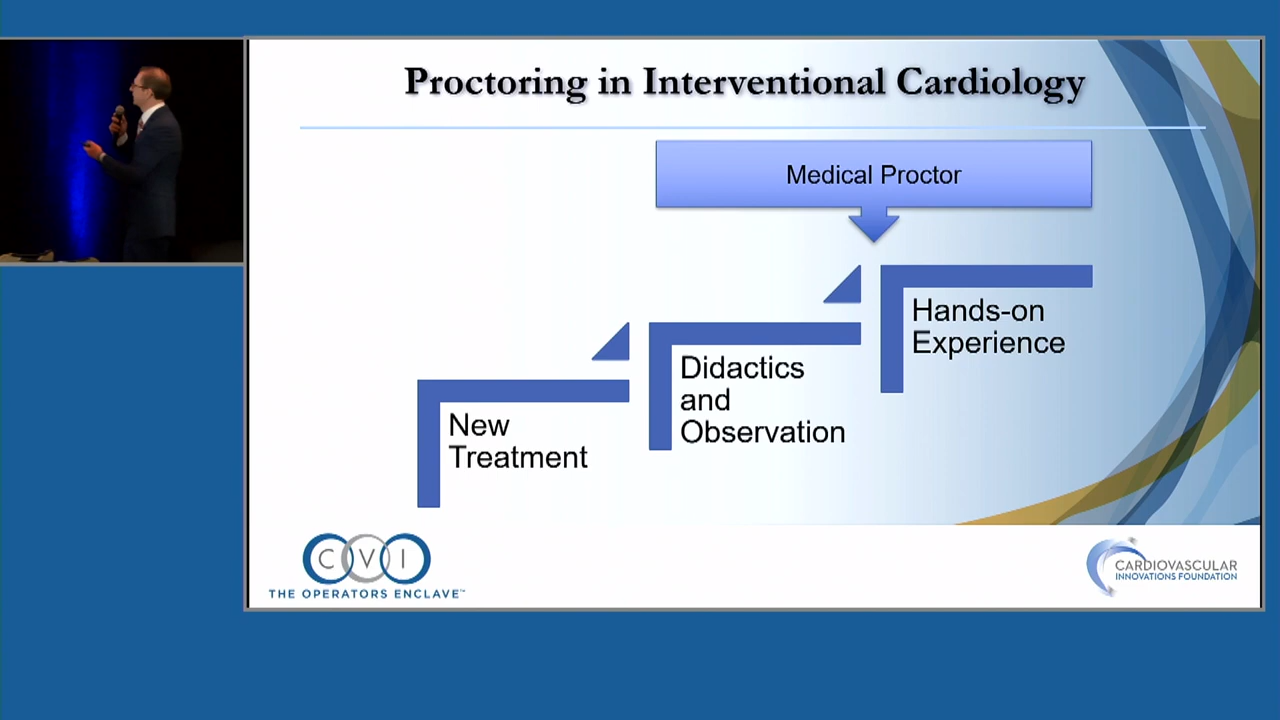 Proctoring in Interventional Cardiology
Medical Proctor
New
Treatment
Didactics
and
Observation
Hands-on
Experience
CVI
THE OPERATORS ENCLAVE™
CARDIOVASCULAR
INNOVATIONS FOUNDATION